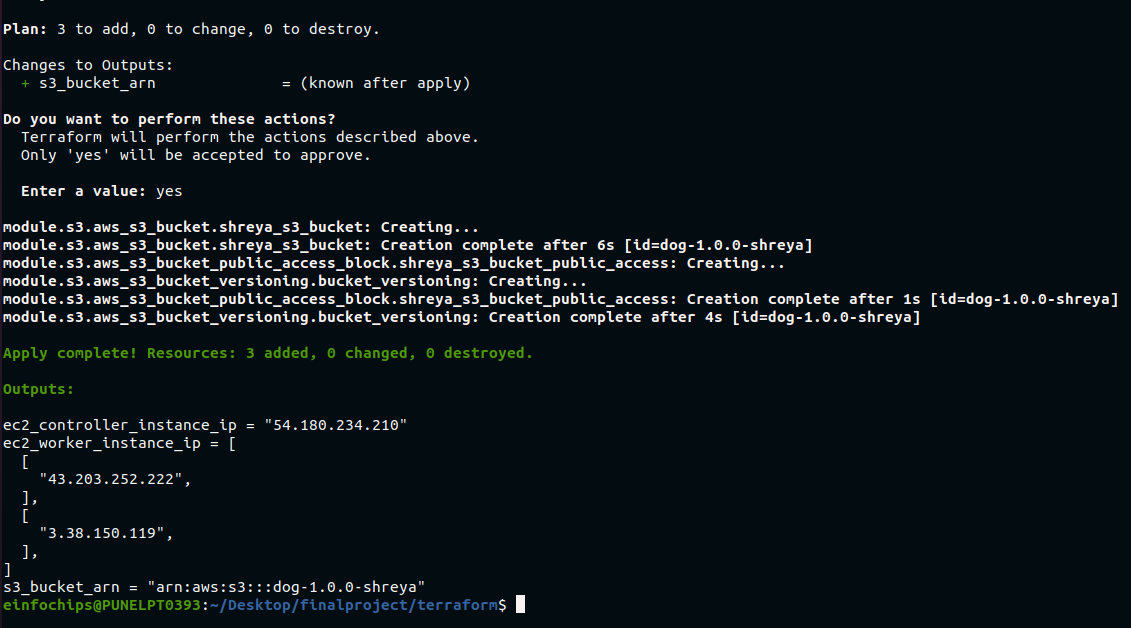 Plan: 3 to add, 0 to change, 0 to destroy.
Changes to Outputs:
+ s3_bucket_arn = (known after apply)
Do you want to perform these actions?
Terraform will perform the actions described above.
Only 'yes' will be accepted to approve.
Enter a value: yes
module.s3.aws_s3_bucket.shreya_s3_bucket: Creating...
module.s3.aws_s3_bucket.shreya_s3_bucket: Creation complete after 6s [id=dog-1.0.0-shreya]
module.s3.aws_s3_bucket_public_access_block.shreya_s3_bucket_public_access: Creating...
module.s3.aws_s3_bucket_versioning.bucket_versioning: Creating...
module.s3.aws_s3_bucket_public_access_block.shreya_s3_bucket_public_access: Creation complete after 1s [id=dog-1.0.0-shreya]
module.s3.aws_s3_bucket_versioning.bucket_versioning: Creation complete after 4s [id=dog-1.0.0-shreya]
Apply complete! Resources: 3 added, 0 changed, 0 destroyed.
Outputs:
ec2_controller_instance_ip = "54.180.234.210"
ec2_worker_instance_ip = [
[
"43.203.252.222",
],
[
"3.38.150.119",
],
]
s3_bucket_arn = "arn:aws:s3:::dog-1.0.0-shreya"
einfochips@PUNELPT0393:~/Desktop/finalproject/terraform$